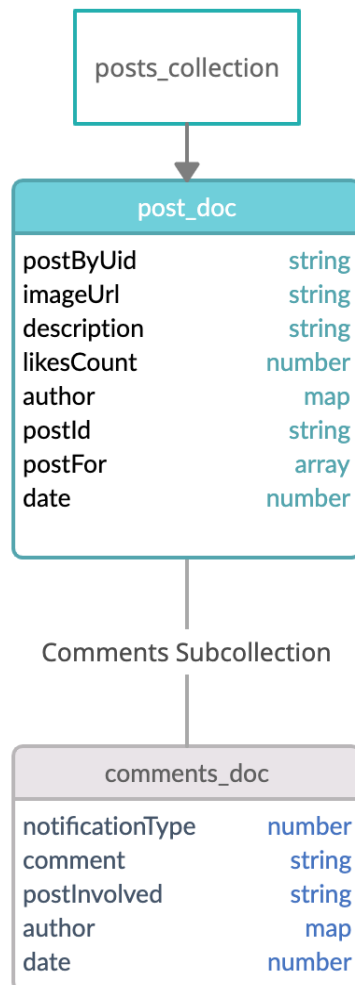 posts_collection
post_doc
postByUid string
imageUrl string
description string
likesCount number
author map
postId string
postFor array
date number
Comments Subcollection
comments_doc
notificationType number
comment string
postInvolved string
author map
date number